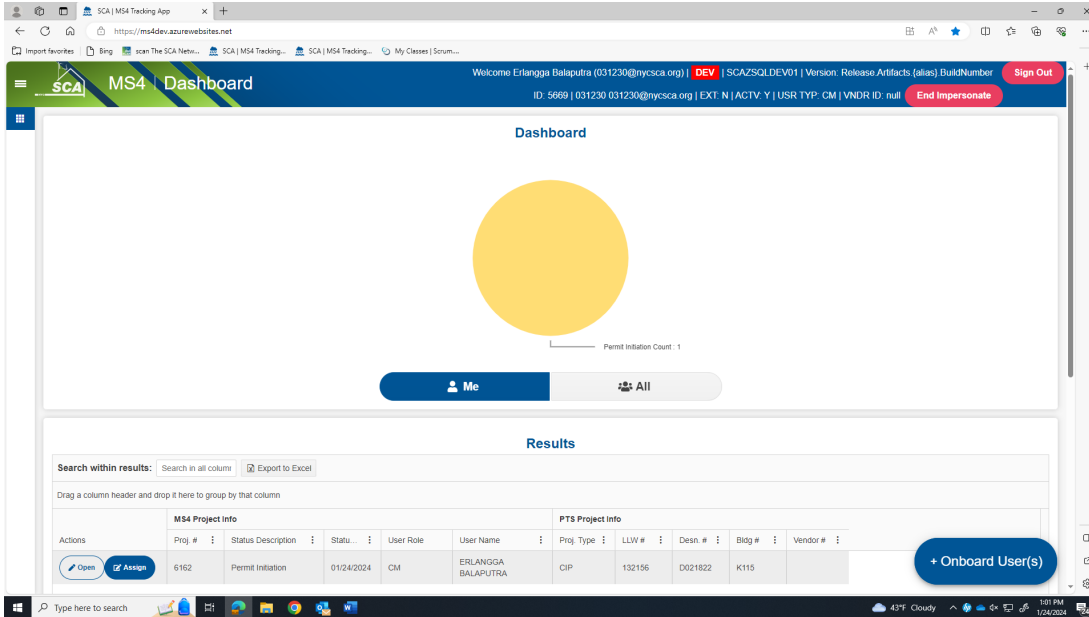 SCA | MS4 Tracking App
https://ms4dev.azurewebsites.net
Import favorites
Bing
scan The SCA Netw...
SCA | MS4 Tracking...
SCA | MS4 Tracking...
My Classes | Scrum....
SCA
MS4 | Dashboard
Welcome Erlangga Balaputra (031230@nycsca.org) | DEV | SCAZSQLDEV01 | Version: Release.Artifacts.{alias}.BuildNumber
Sign Out
ID: 5669 | 031230 031230@nycsca.org | EXT: N | ACTV: Y | USR TYP: CM | VNDR ID: null
End Impersonate
Dashboard
Permit Initiation Count : 1
Me
All
Results
Search within results:
Search in all colum
Export to Excel
Drag a column header and drop it here to group by that column
MS4 Project Info
PTS Project Info
Actions
Proj. #
Status Description
Statu...
User Role
User Name
Proj. Type
LLW #
Desn. #
Bldg #
Vendor #
Open
Assign
6162
Permit Initiation
01/24/2024
CM
ERLANGGA
BALAPUTRA
CIP
132156
D021822
K115
+ Onboard User(s)
Type here to search
43°F Cloudy
1:01 PM
1/24/2024